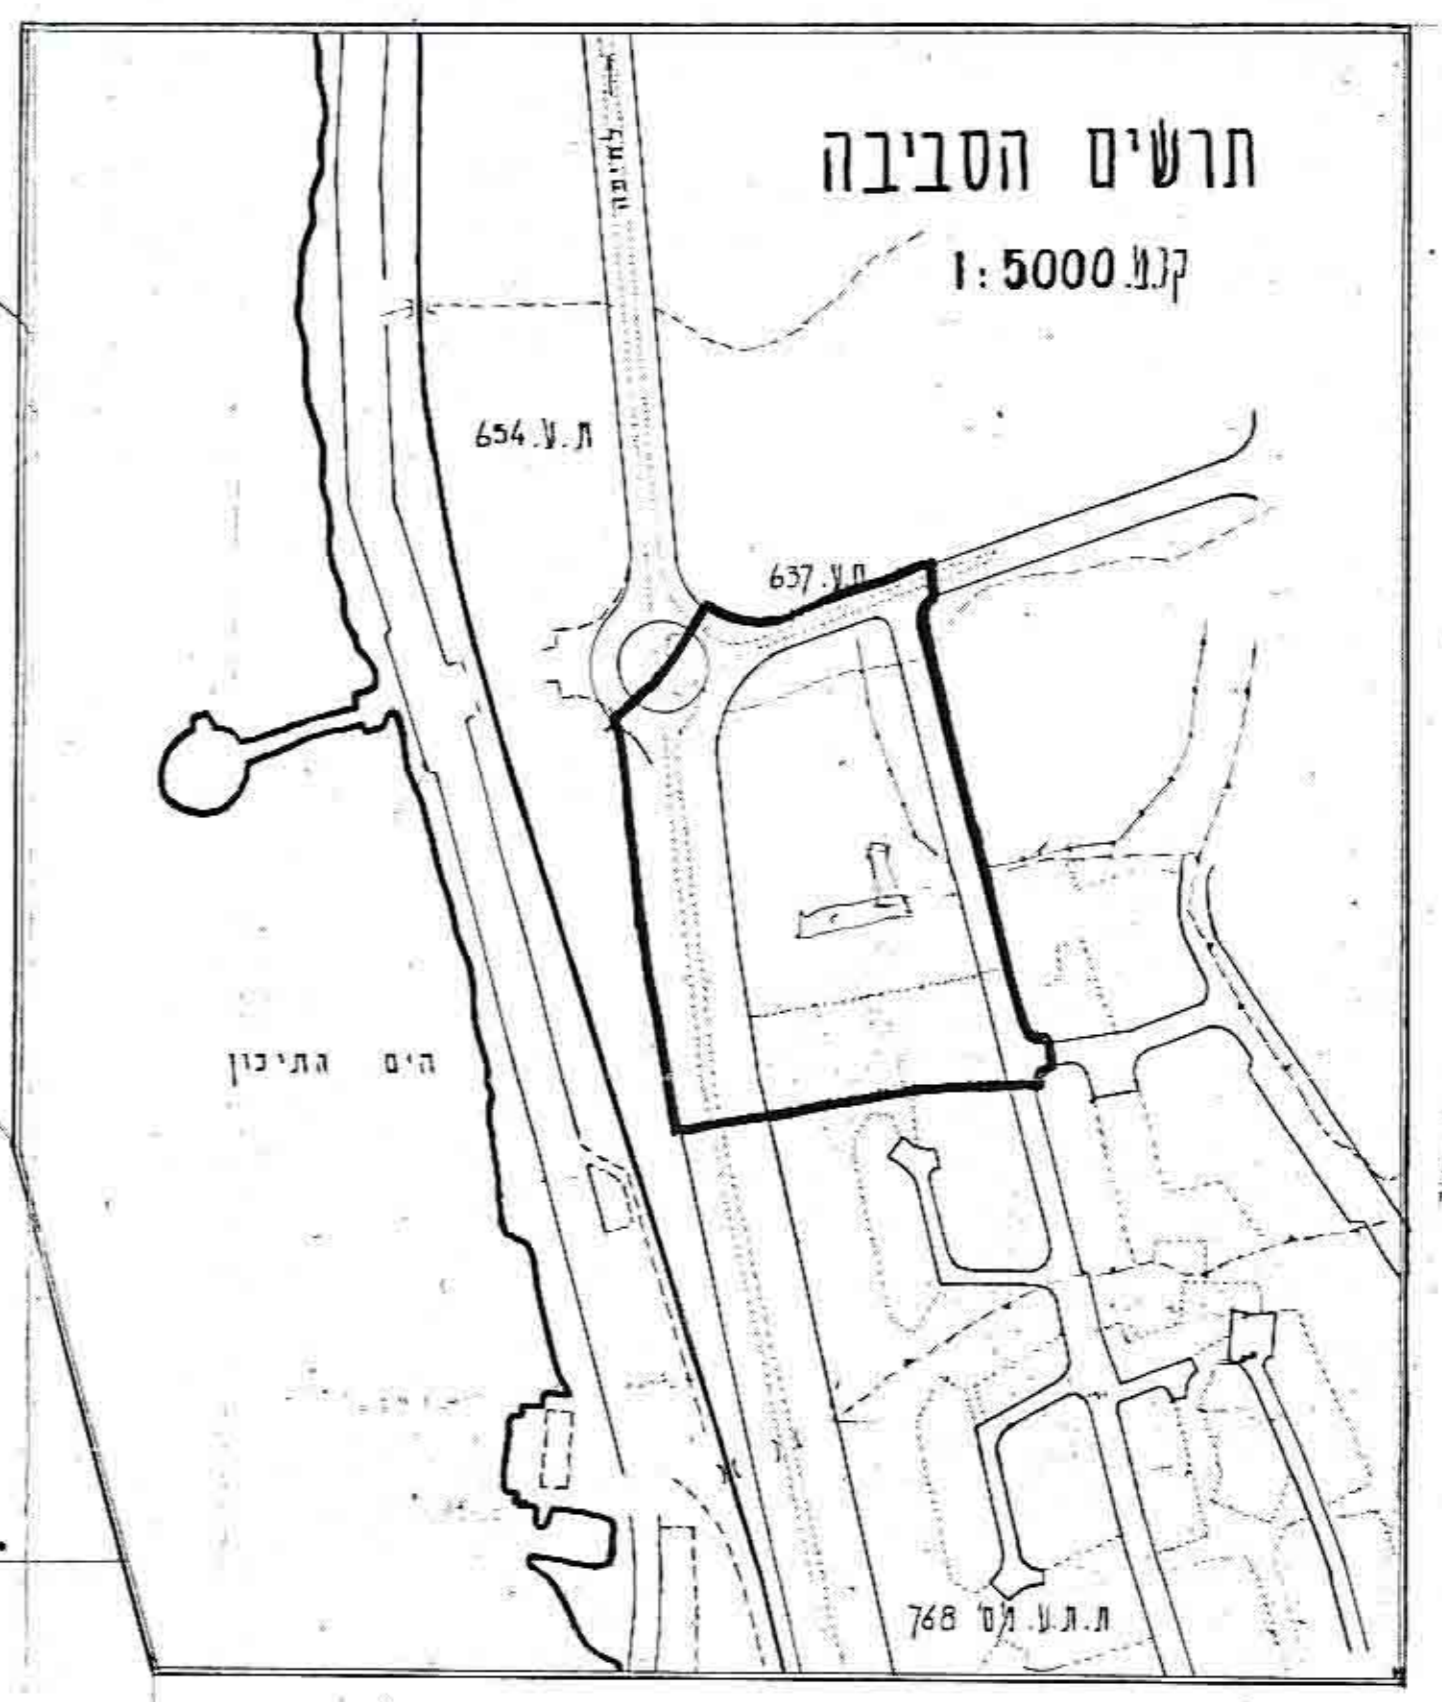 תרשים הסביבה
קנ.מ. 1:5000
ת.ע. 654
ת.ע. 637
הים התיכון
ת.ת.ע. מס' 768